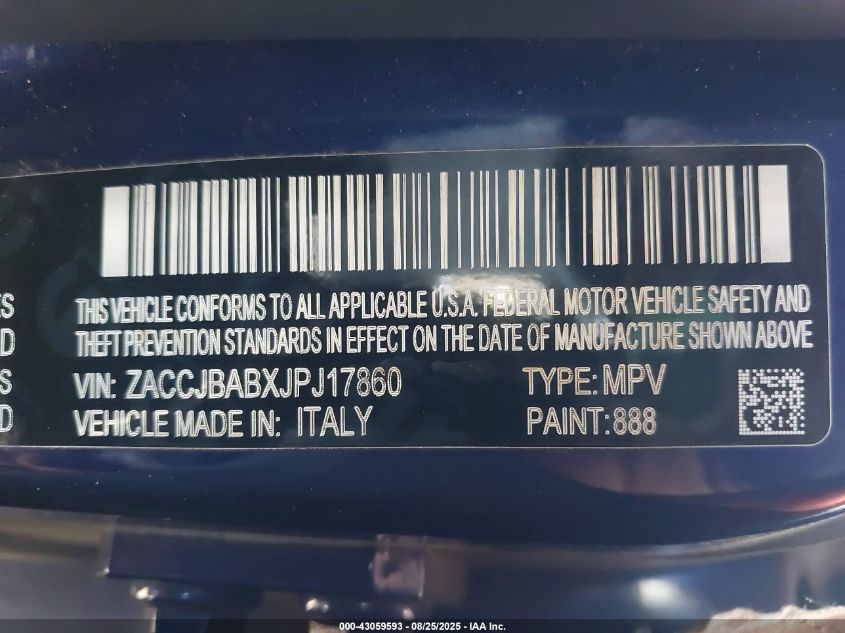 ES
THIS VEHICLE CONFORMS TO ALL APPLICABLE U.S.A. FEDERAL MOTOR VEHICLE SAFETY AND
D
THEFT PREVENTION STANDARDS IN EFFECT ON THE DATE OF MANUFACTURE SHOWN ABOVE
S
VIN: ZACCJBABXJPJ17860 TYPE: MPV
D
VEHICLE MADE IN: ITALY PAINT: 888
000-43059593 - 08/25/2025 - IAA Inc.